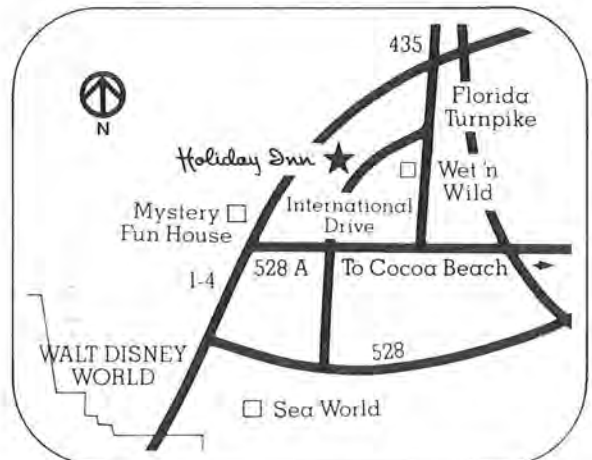 435
Florida
Turnpike
N
Holiday Inn
Wet 'n
Wild
Mystery
Fun House
International
Drive
I-4
528 A
To Cocoa Beach
WALT DISNEY
WORLD
528
Sea World